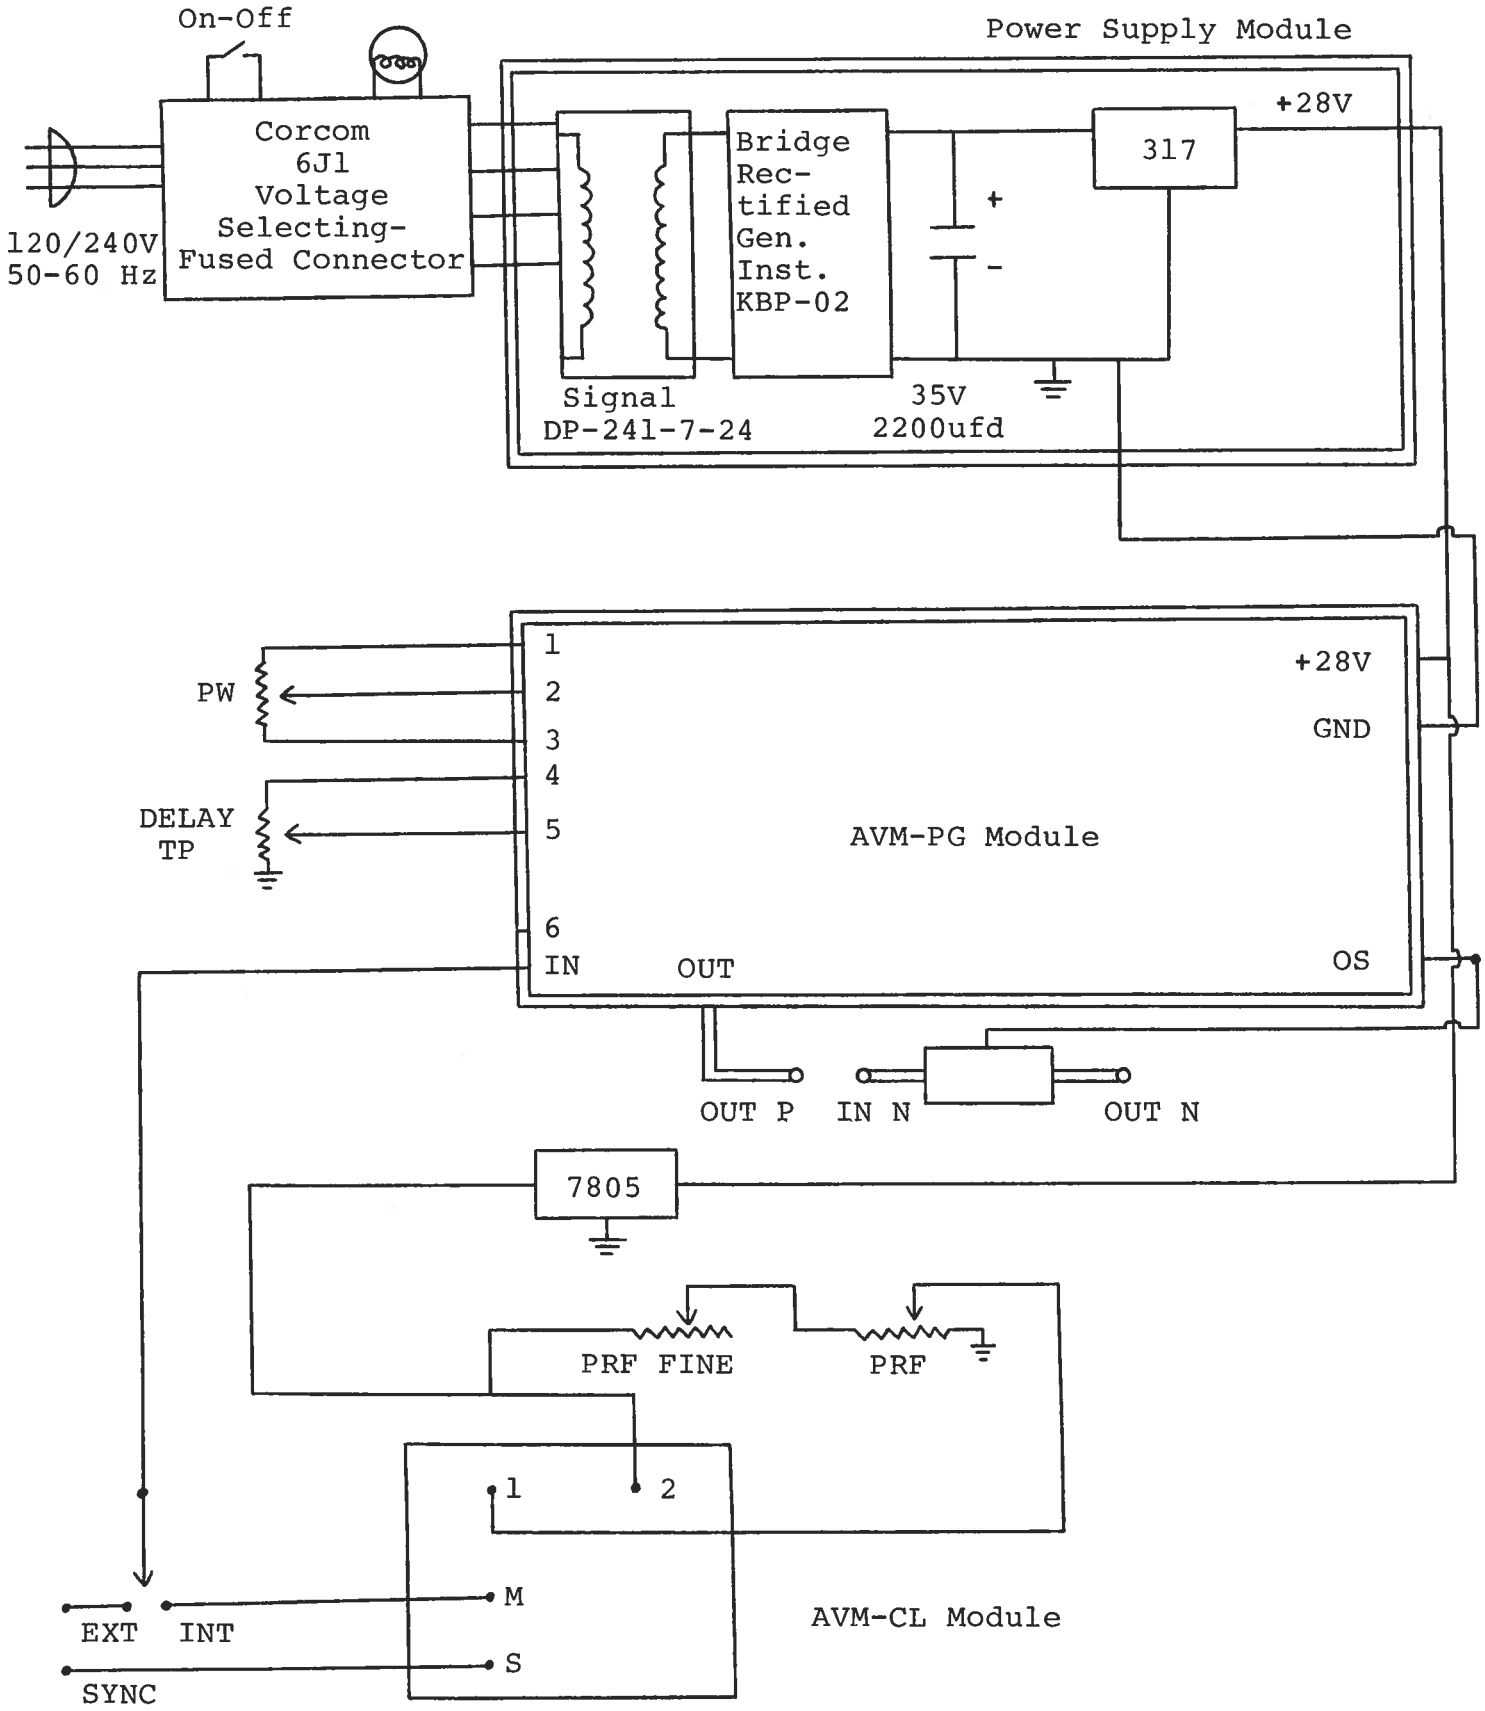 On-Off
Power Supply Module
Corcom
6J1
Voltage
Selecting-
Fused Connector
120/240V
50-60 Hz
Bridge
Rec-
tified
Gen.
Inst.
KBP-02
317
+28V
+
-
Signal
DP-241-7-24
35V
2200ufd
1
2
3
4
5
6
IN
PW
DELAY
TP
+28V
GND
AVM-PG Module
OS
OUT
OUT P
IN N
OUT N
7805
PRF FINE
PRF
1
2
M
S
AVM-CL Module
EXT
INT
SYNC